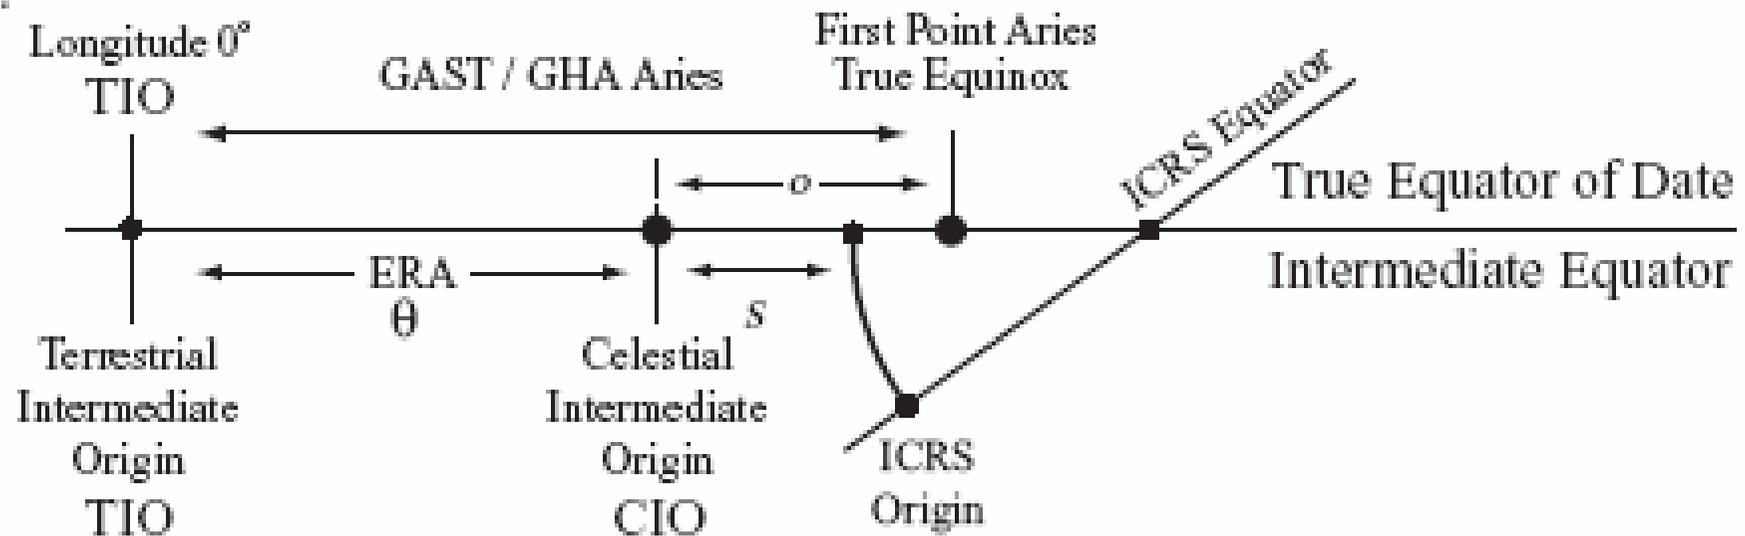 Longitude 0°
TIO
GAST / GHA Aries
First Point Aries
True Equinox
ICRS Equator
o
True Equator of Date
ERA
θ
s
Intermediate Equator
Terrestrial
Intermediate
Origin
TIO
Celestial
Intermediate
Origin
CIO
ICRS
Origin